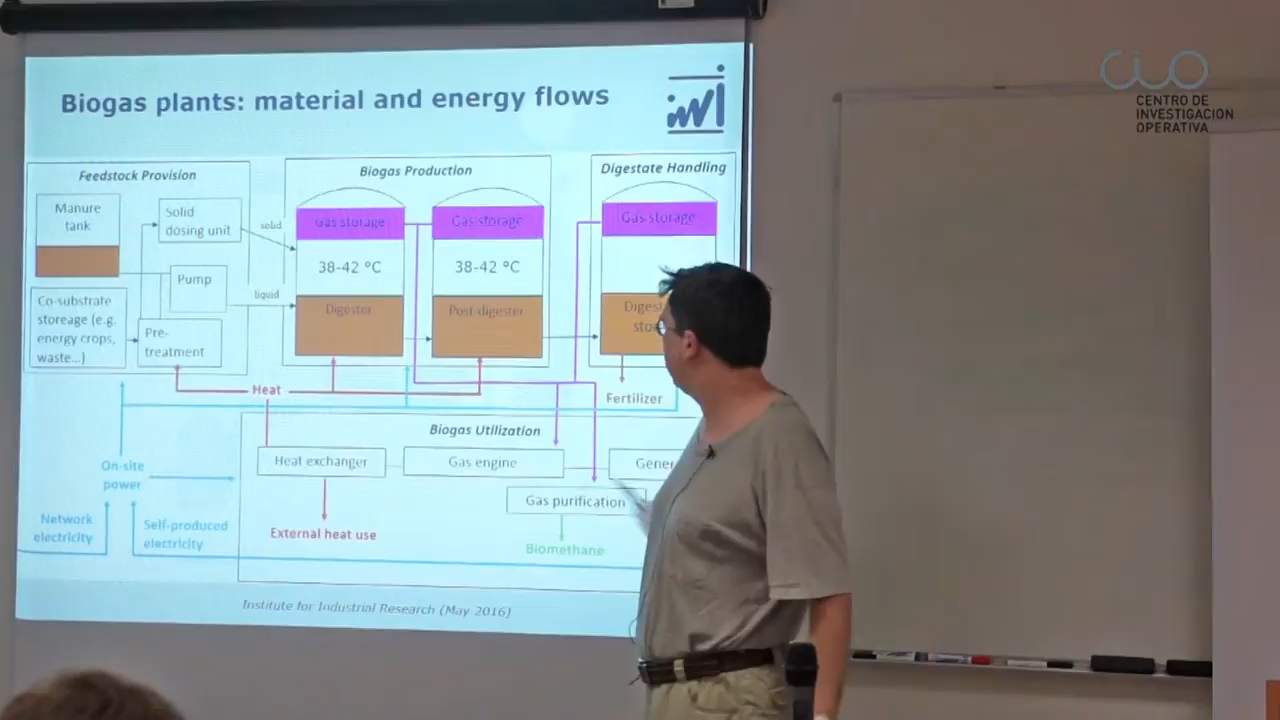 Biogas plants: material and energy flows
CIO
CENTRO DE
INVESTIGACION
OPERATIVA
Feedstock Provision
Biogas Production
Digestate Handling
Manure
tank
Solid
dosing unit
solid
Gas storage
Gas storage
Gas storage
38-42 °C
38-42 °C
Pump
liquid
Co-substrate
storeage (e.g.
energy crops,
waste...)
Pre-
treatment
Digester
Post-digester
Heat
Fertilizer
Biogas Utilization
Heat exchanger
Gas engine
On-site
power
Gas purification
Network
electricity
Self-produced
electricity
External heat use
Biomethane
Institute for Industrial Research (May 2016)